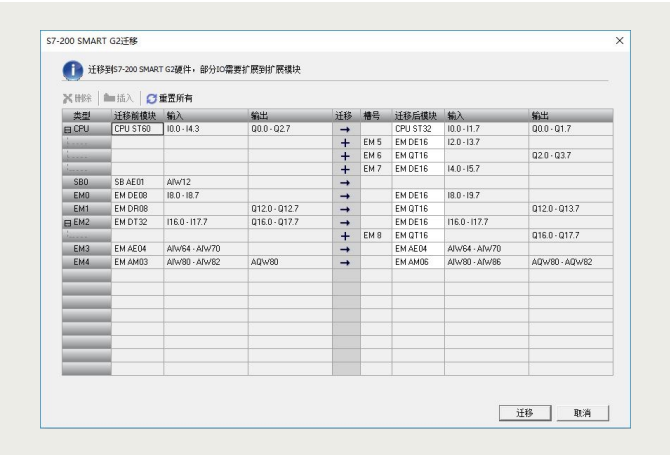 S7-200 SMART G2迁移
迁移到S7-200 SMART G2硬件，部分IO需要扩展到扩展模块
删除 插入 重置所有
类型 迁移前模块 输入 输出 迁移 槽号 迁移后模块 输入 输出
CPU CPU ST60 I0.0 - I4.3 Q0.0 - Q2.7 → CPU ST32 I0.0 - I1.7 Q0.0 - Q1.7
+ EM 5 EM DE16 I2.0 - I3.7
+ EM 6 EM QT16 Q2.0 - Q3.7
+ EM 7 EM DE16 I4.0 - I5.7
SB0 SB AE01 AIW12 →
EM0 EM DE08 I8.0 - I8.7 → EM DE16 I8.0 - I9.7
EM1 EM DR08 Q12.0 - Q12.7 → EM QT16 Q12.0 - Q13.7
EM2 EM DT32 I16.0 - I17.7 Q16.0 - Q17.7 → EM DE16 I16.0 - I17.7
+ EM 8 EM QT16 Q16.0 - Q17.7
EM3 EM AE04 AIW64 - AIW70 → EM AE04 AIW64 - AIW70
EM4 EM AM03 AIW80 - AIW82 AQW80 → EM AM06 AIW80 - AIW86 AQW80 - AQW82
迁移 取消